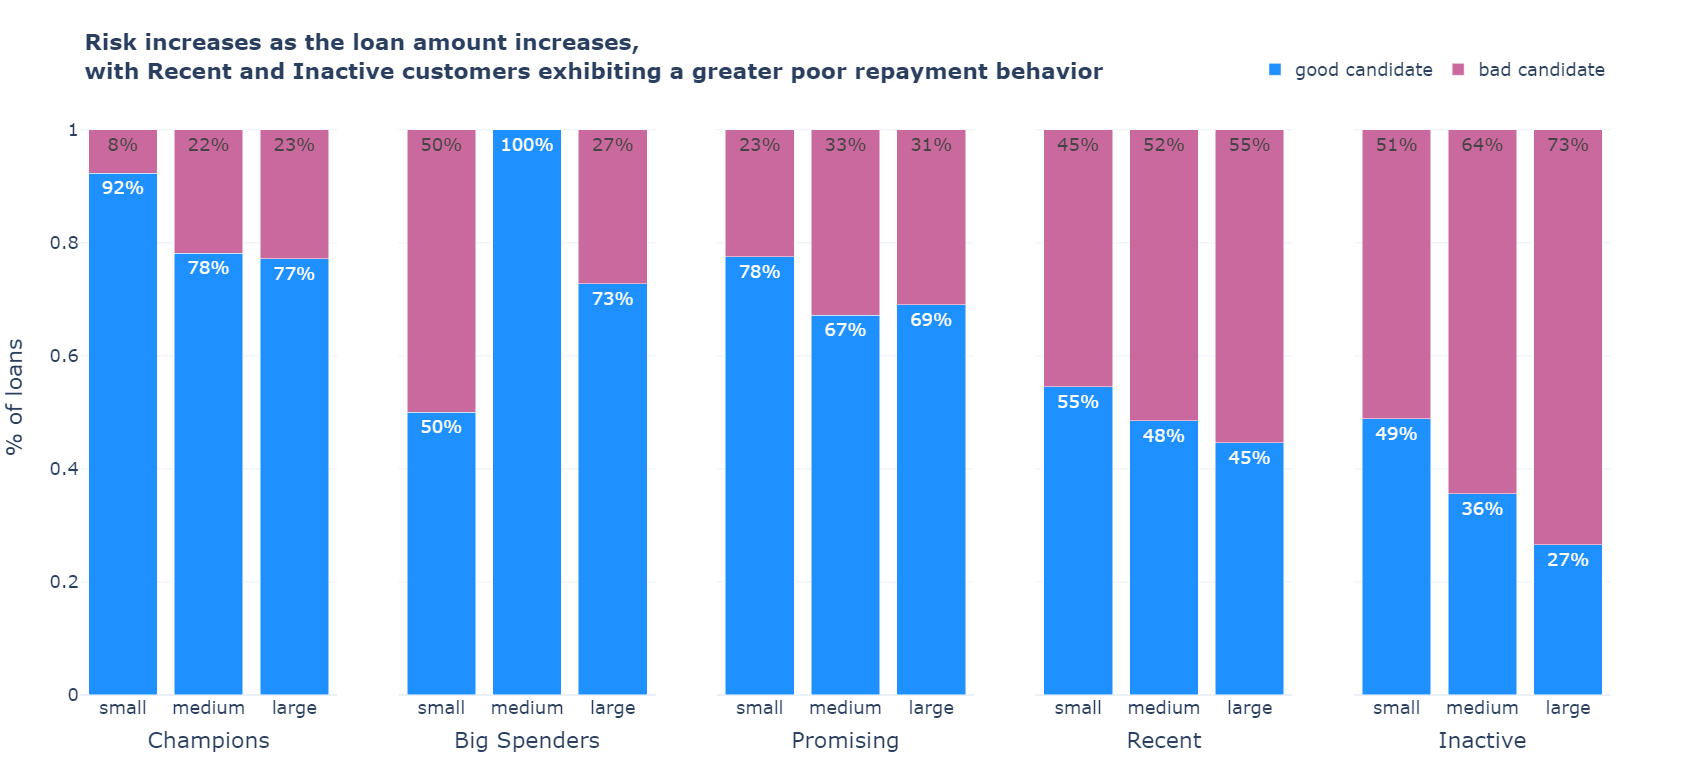 Risk increases as the loan amount increases,
with Recent and Inactive customers exhibiting a greater poor repayment behavior
good candidate
bad candidate
% of loans
1
0.8
0.6
0.4
0.2
0
8%
22%
23%
92%
78%
77%
small medium large
Champions
50%
100%
27%
50%
73%
small medium large
Big Spenders
23%
33%
31%
78%
67%
69%
small medium large
Promising
45%
52%
55%
55%
48%
45%
small medium large
Recent
51%
64%
73%
49%
36%
27%
small medium large
Inactive